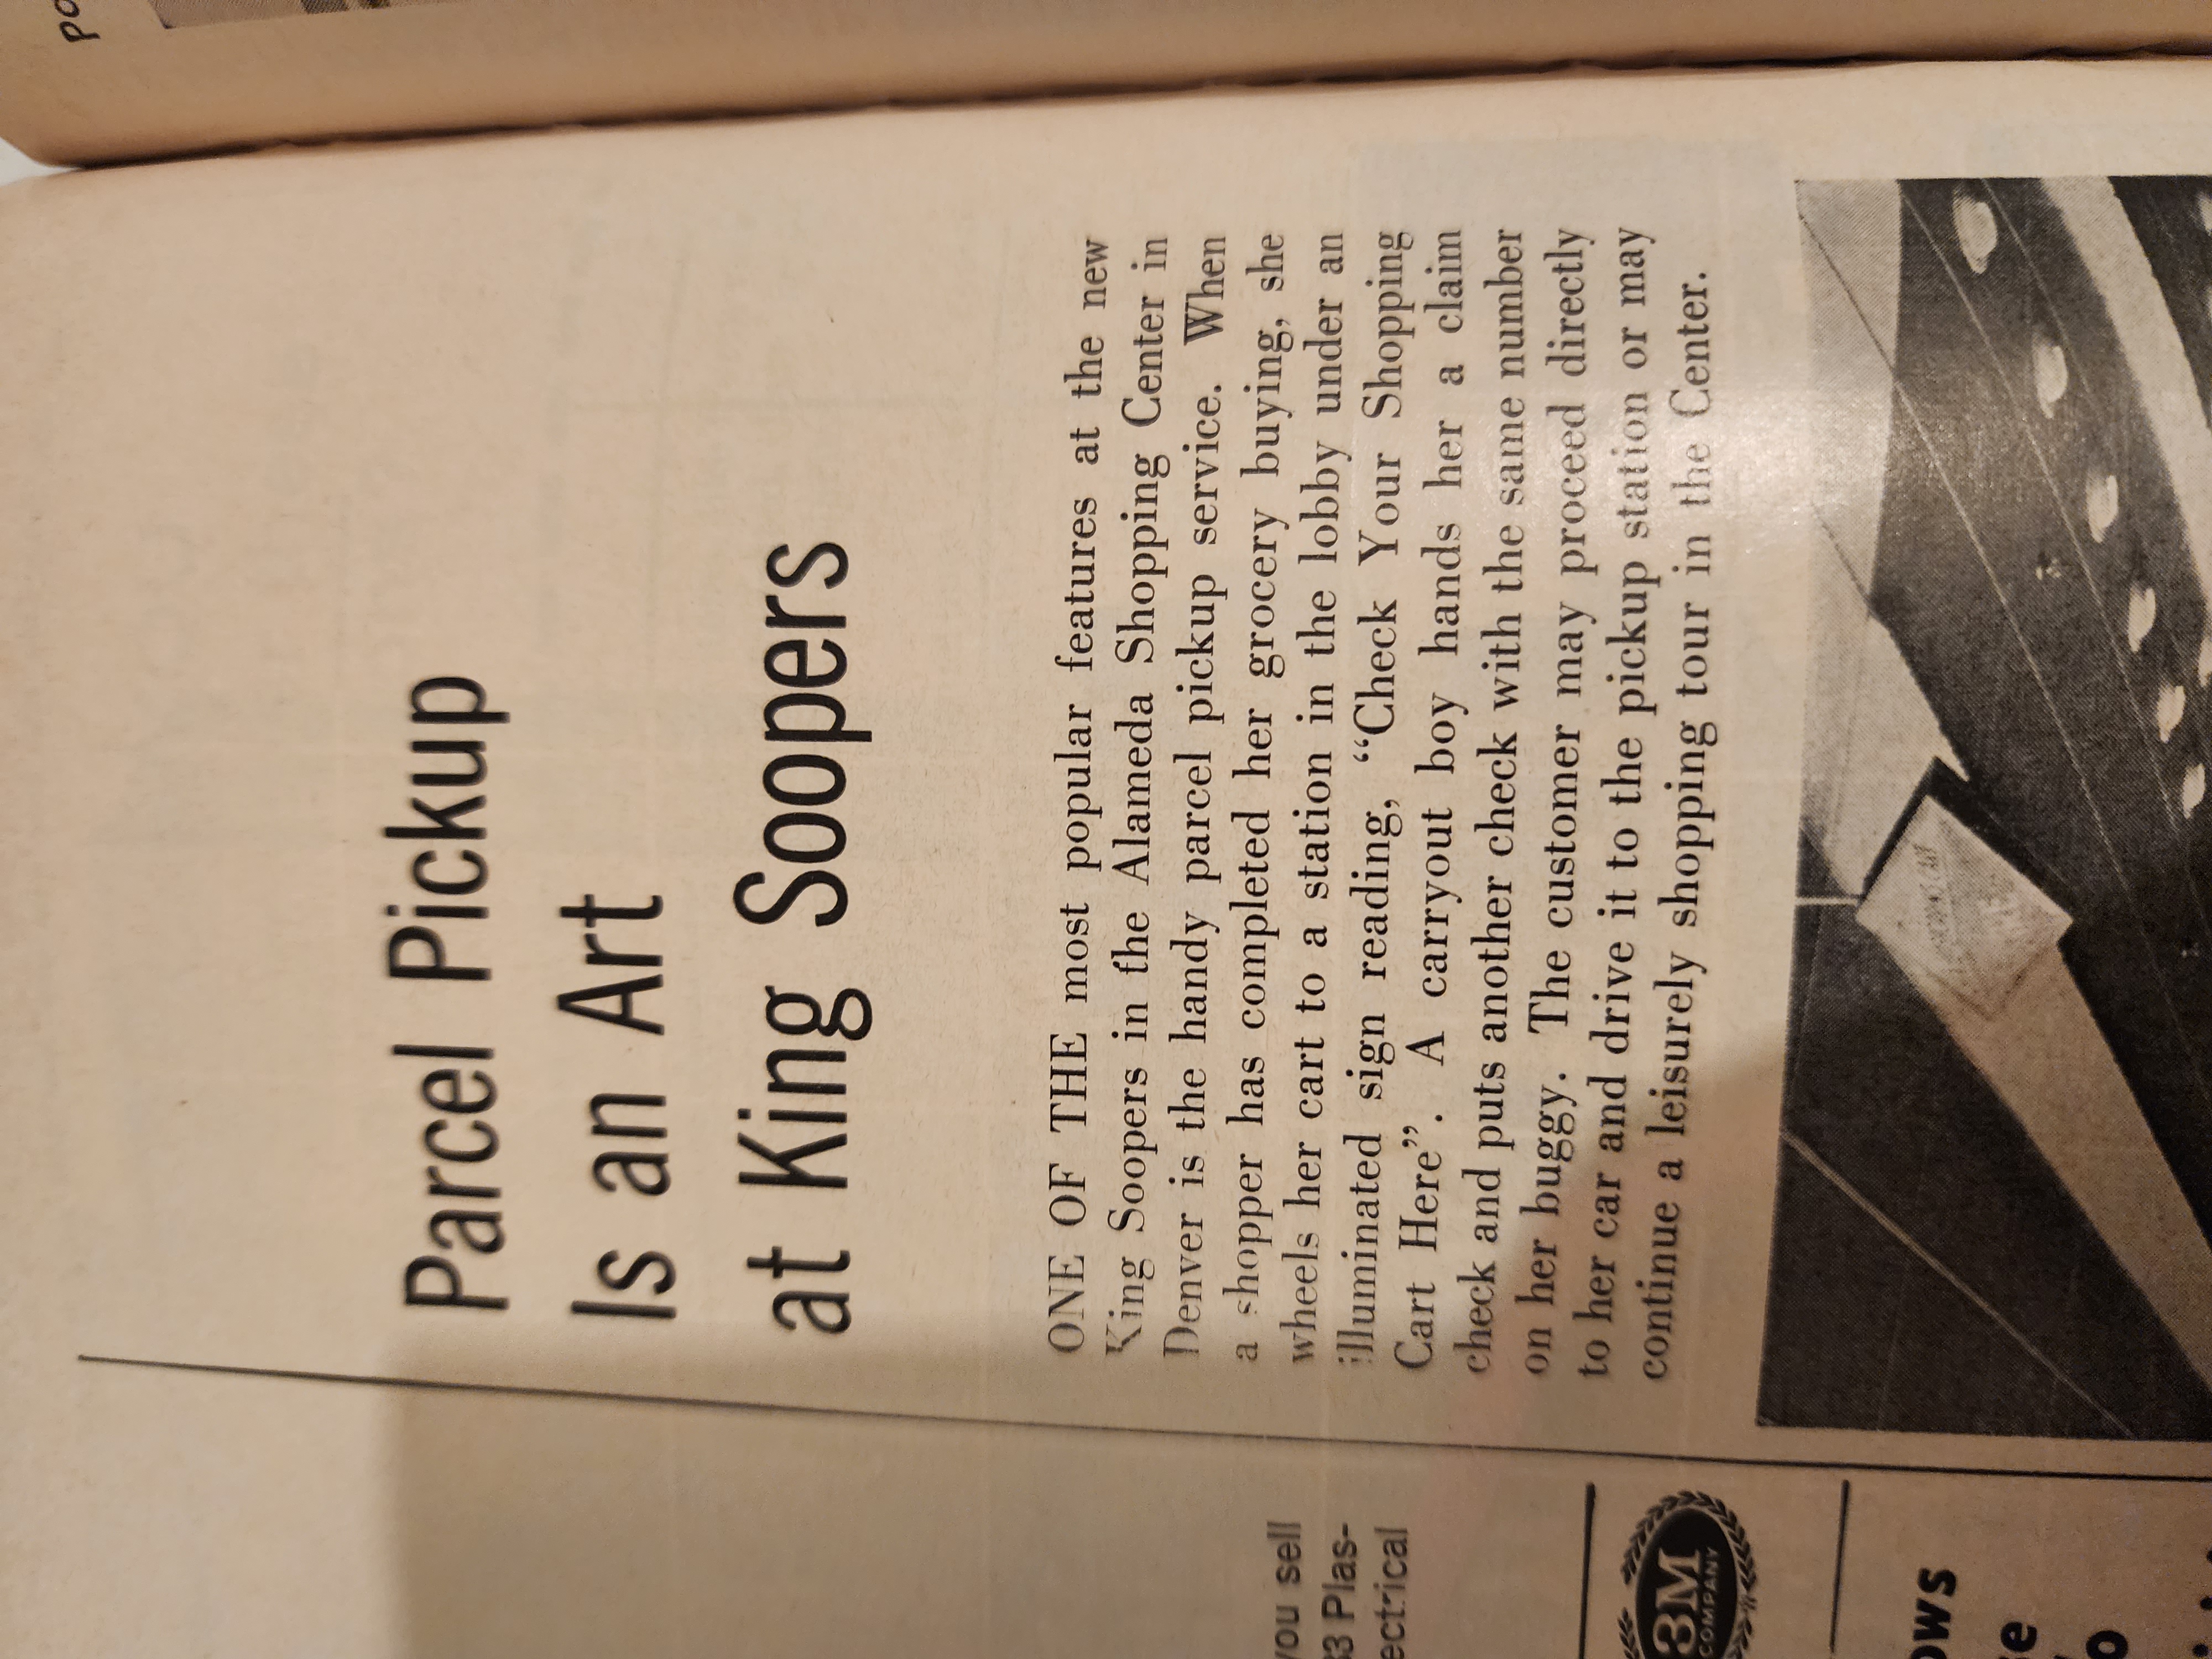 Parcel Pickup
Is an Art
at King Soopers
ONE OF THE most popular features at the new
King Soopers in the Alameda Shopping Center in
Denver is the handy parcel pickup service. When
a shopper has completed her grocery buying, she
wheels her cart to a station in the lobby under an
illuminated sign reading, “Check Your Shopping
Cart Here”. A carryout boy hands her a claim
check and puts another check with the same number
on her buggy. The customer may proceed directly
to her car and drive it to the pickup station or may
continue a leisurely shopping tour in the Center.
you sell
33 Plas-
ectrical
3M
COMPANY
ows